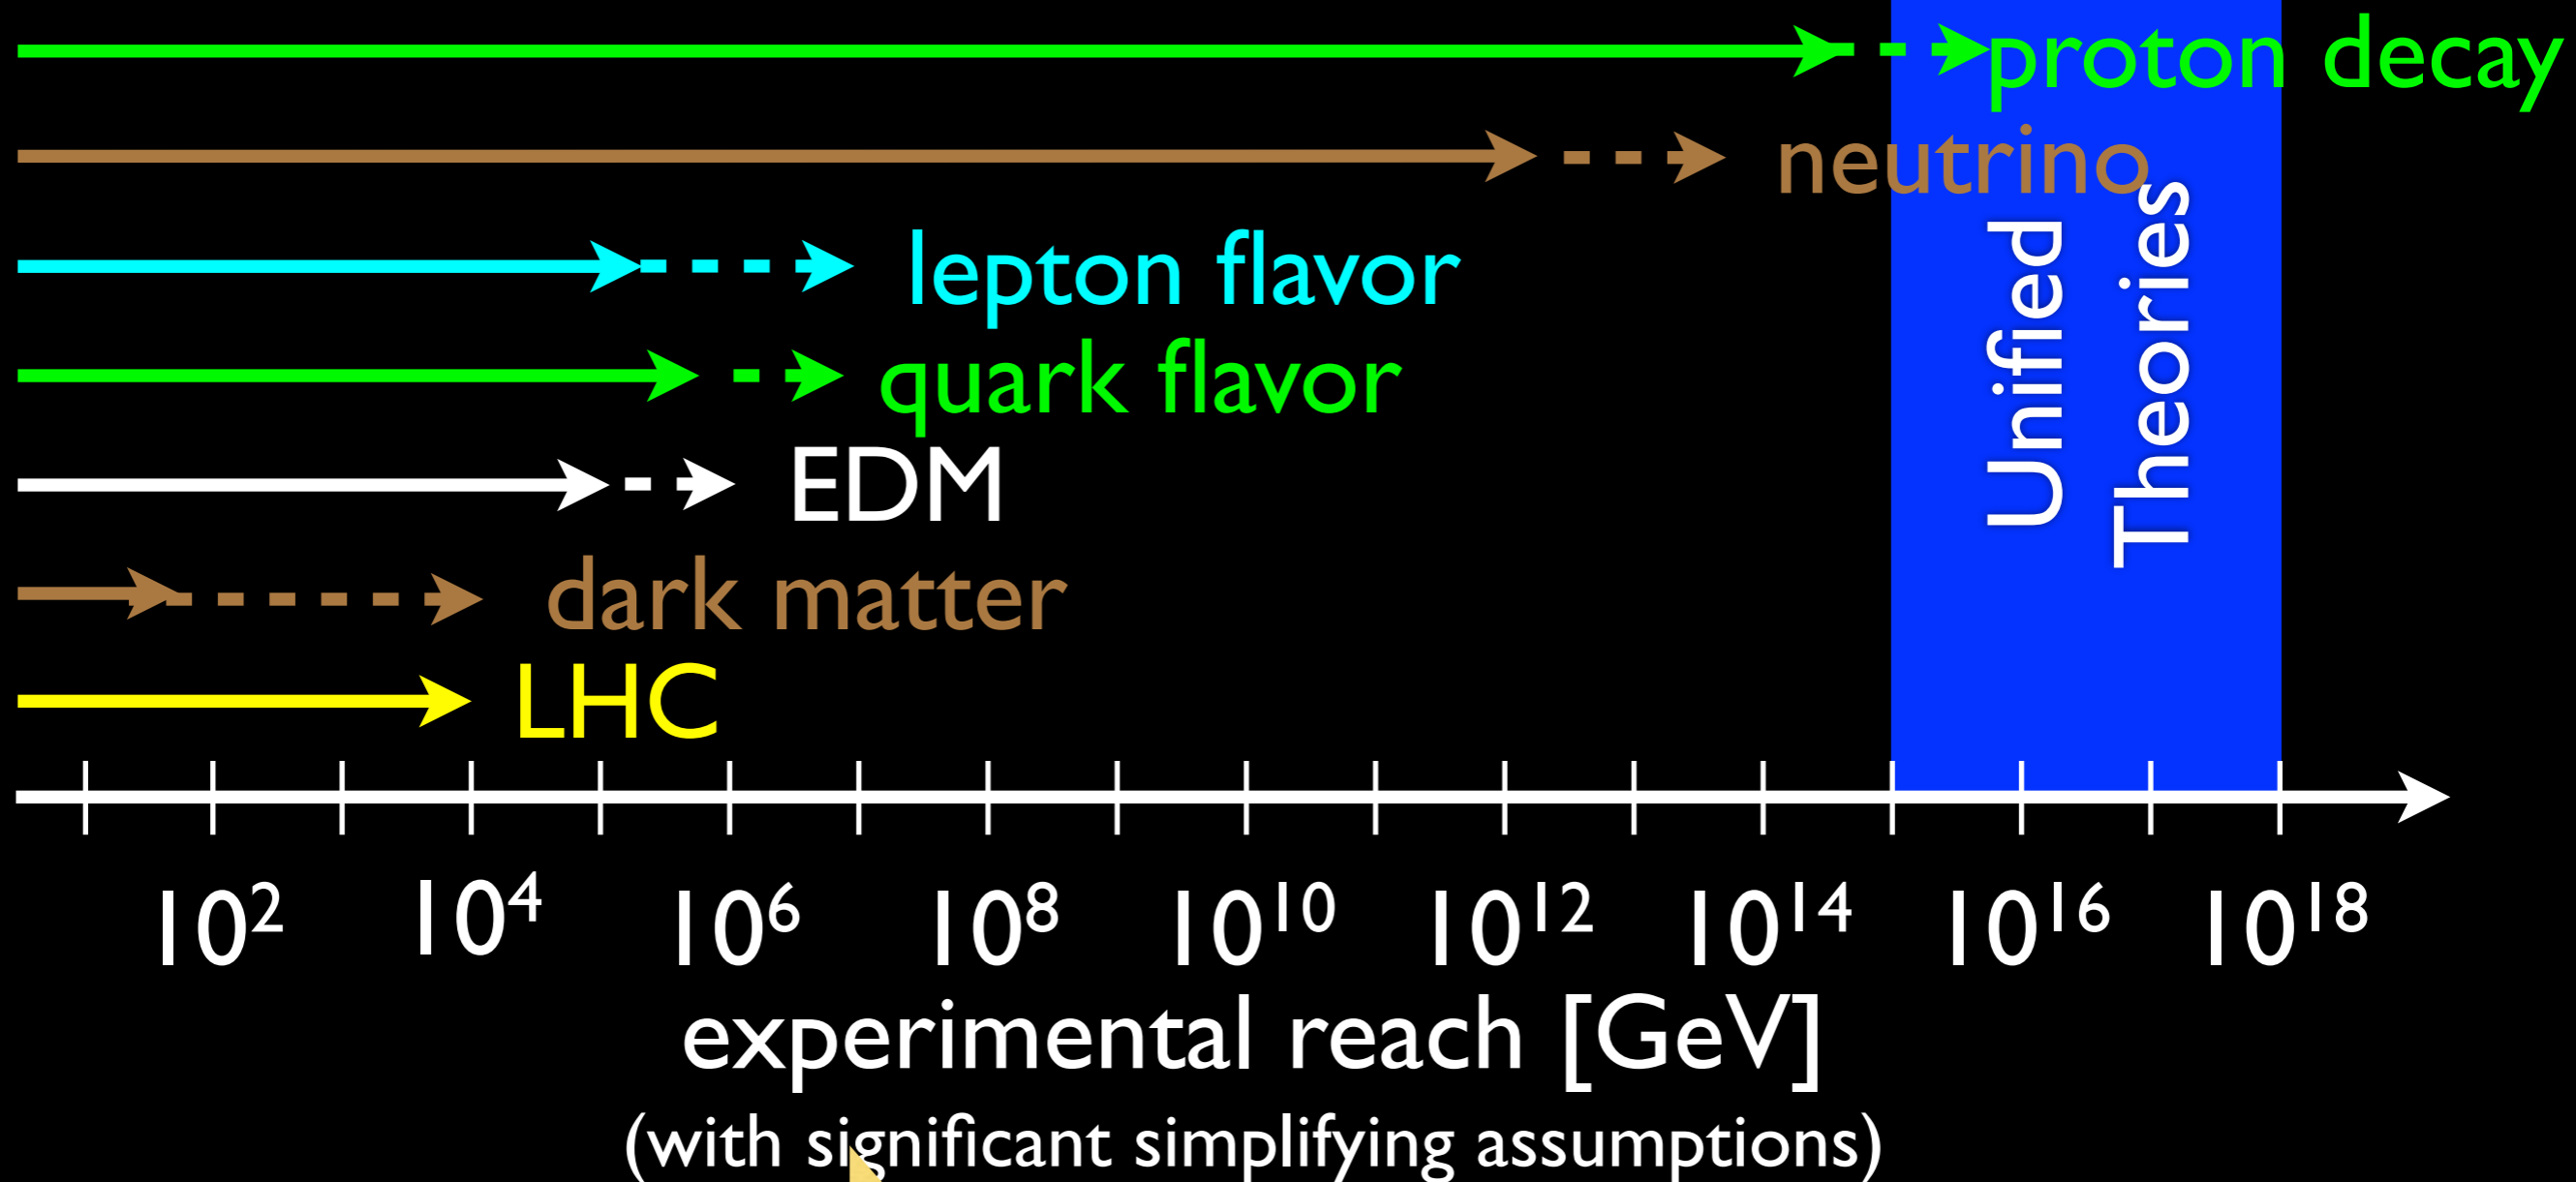 proton decay
neutrino
Unified
Theories
lepton flavor
quark flavor
EDM
dark matter
LHC
10² 10⁴ 10⁶ 10⁸ 10¹⁰ 10¹² 10¹⁴ 10¹⁶ 10¹⁸
experimental reach [GeV]
(with significant simplifying assumptions)